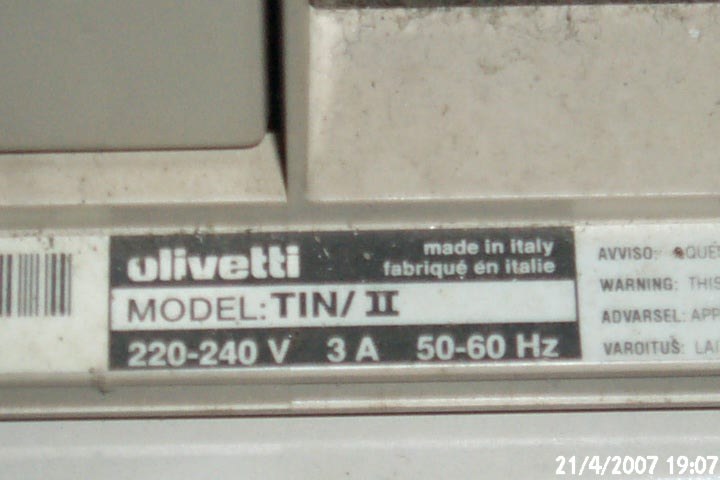 olivetti
made in italy
fabriqué én italie
MODEL: TIN/ II
220-240 V 3 A 50-60 Hz
AVVISO:
WARNING: THIS
ADVARSEL: APP
VAROITUS: LAI
21/4/2007 19:07